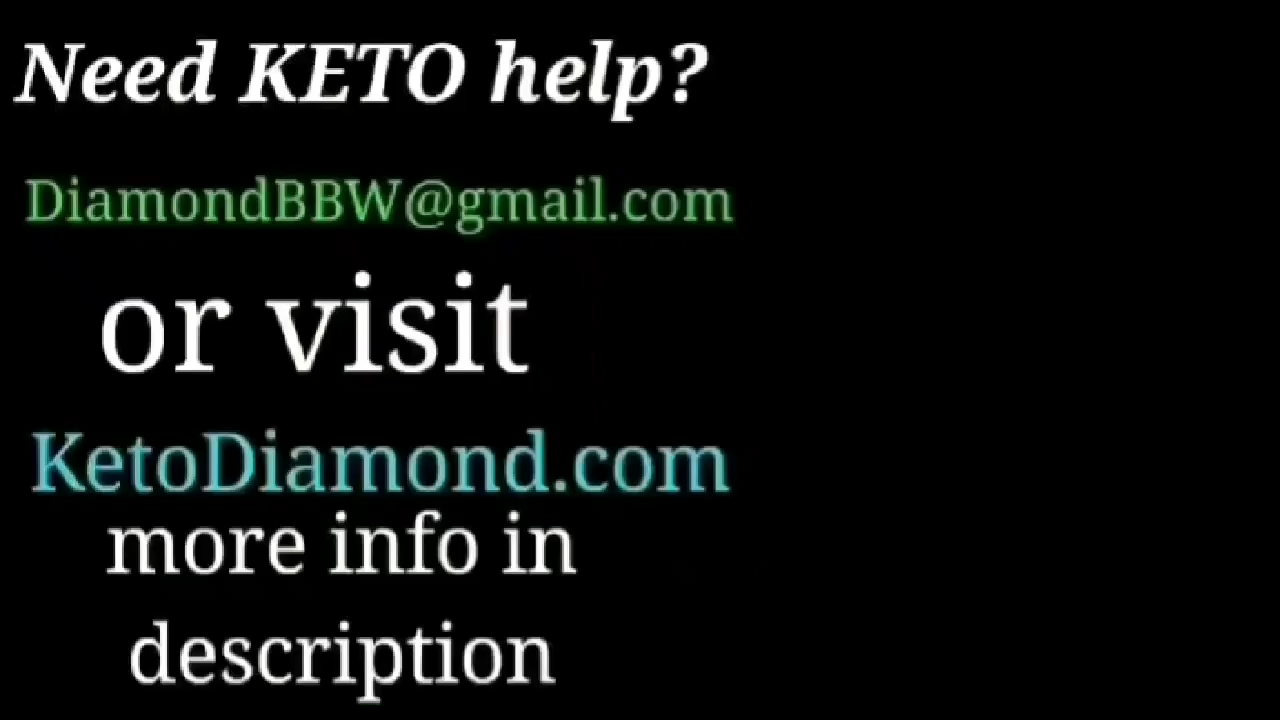 Need KETO help?
DiamondBBW@gmail.com
or visit
KetoDiamond.com
more info in
description